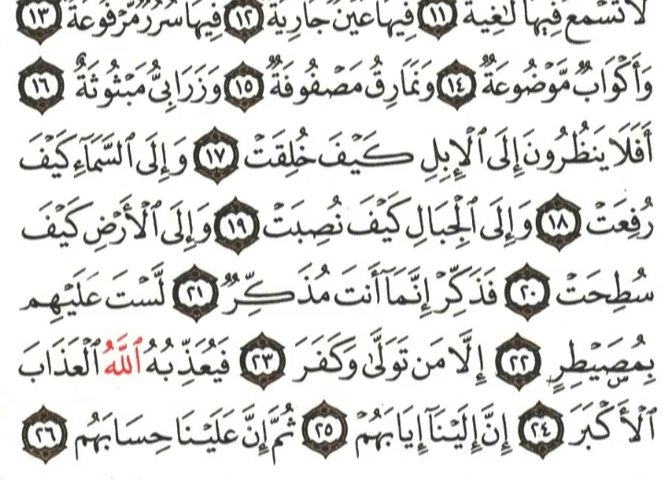 لَّا تَسْمَعُ فِيهَا لَٰغِيَةً ١١ فِيهَا عَيْنٌ جَارِيَةٌ ١٢ فِيهَا سُرُرٌ مَّرْفُوعَةٌ ١٣
وَأَكْوَابٌ مَّوْضُوعَةٌ ١٤ وَنَمَارِقُ مَصْفُوفَةٌ ١٥ وَزَرَابِيُّ مَبْثُوثَةٌ ١٦
أَفَلَا يَنظُرُونَ إِلَى ٱلْإِبِلِ كَيْفَ خُلِقَتْ ١٧ وَإِلَى ٱلسَّمَآءِ كَيْفَ
رُفِعَتْ ١٨ وَإِلَى ٱلْجِبَالِ كَيْفَ نُصِبَتْ ١٩ وَإِلَى ٱلْأَرْضِ كَيْفَ
سُطِحَتْ ٢٠ فَذَكِّرْ إِنَّمَآ أَنتَ مُذَكِّرٌ ٢١ لَّسْتَ عَلَيْهِم
بِمُصَۜيْطِرٍ ٢٢ إِلَّا مَن تَوَلَّىٰ وَكَفَرَ ٢٣ فَيُعَذِّبُهُ ٱللَّهُ ٱلْعَذَابَ
ٱلْأَكْبَرَ ٢٤ إِنَّ إِلَيْنَآ إِيَابَهُمْ ٢٥ ثُمَّ إِنَّ عَلَيْنَا حِسَابَهُم ٢٦